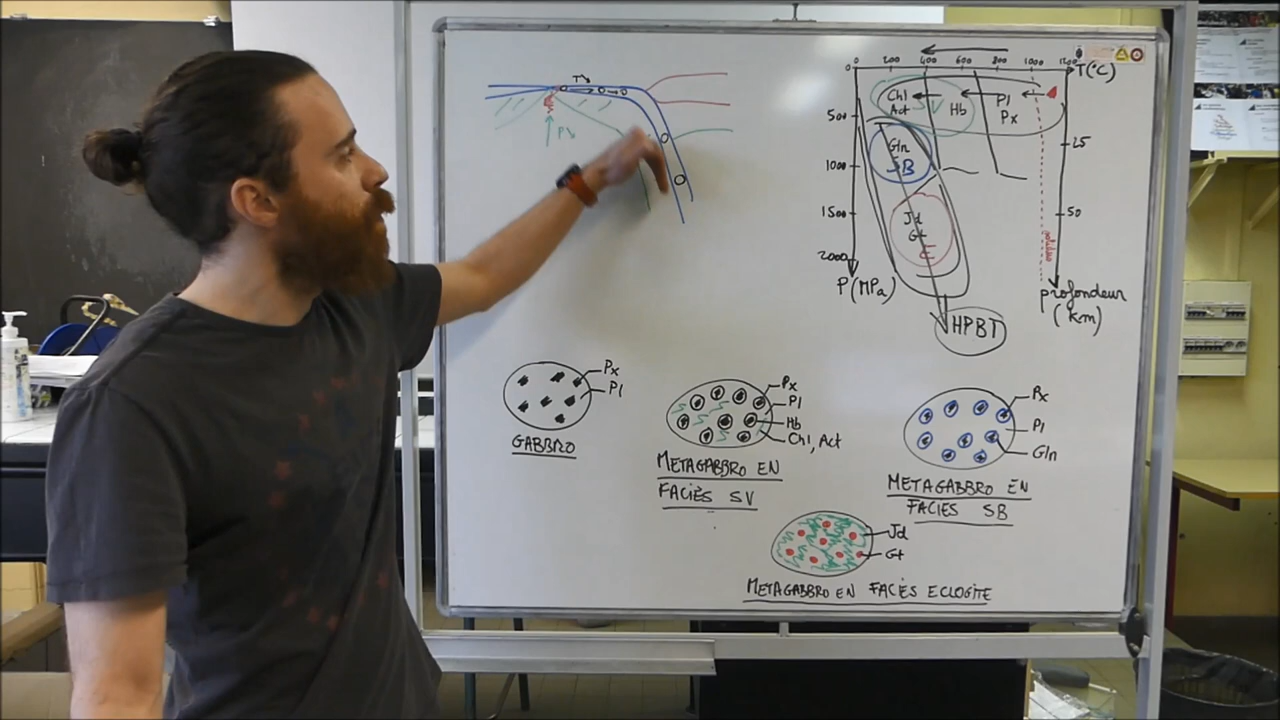 T↘
P↘
0 200 400 600 800 1000 1200
T(°C)
Chl
Act
SV
Hb
Pl
Px
500
Gln
SB
1000
1500
Jd
Gt
E
2000
25
50
solidus
P(MPa)
profondeur
(km)
HPBT
Px
Pl
GABBRO
Px
Pl
Hb
Chl, Act
METAGABBRO EN
FACIÈS SV
Px
Pl
Gln
METAGABBRO EN
FACIES SB
Jd
Gt
METAGABBRO EN FACIÈS ECLOGITE